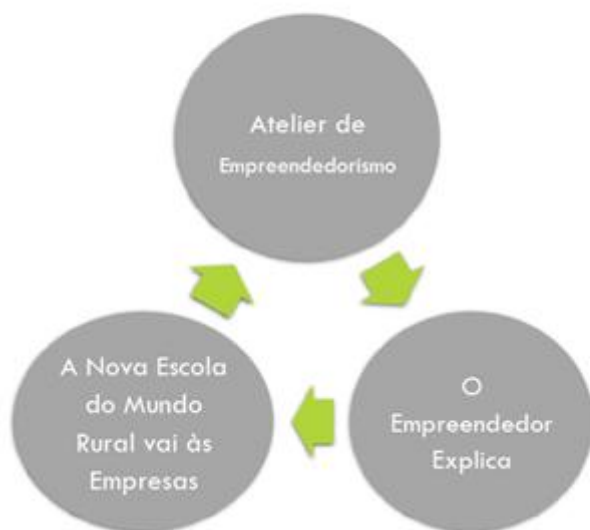 Atelier de
Empreendedorismo
O
Empreendedor
Explica
A Nova Escola
do Mundo
Rural vai às
Empresas